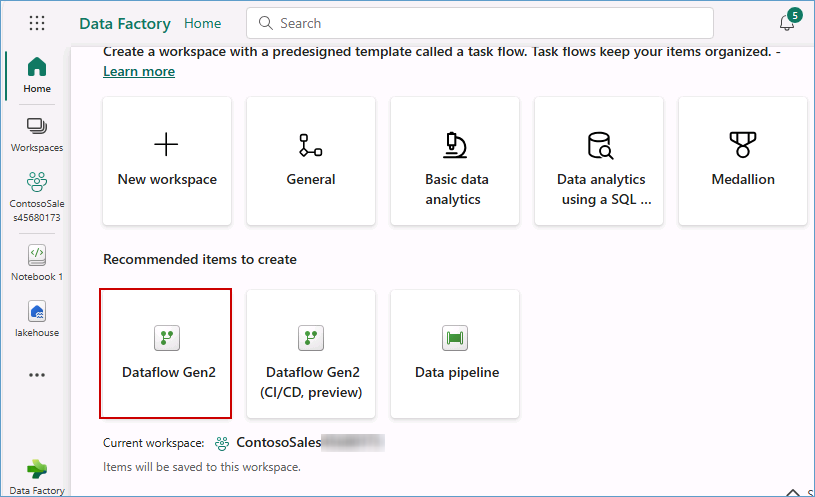 Data Factory Home Search 5
Create a workspace with a predesigned template called a task flow. Task flows keep your items organized. -
Learn more
Home
Workspaces
ContosoSale
s45680173
Notebook 1
lakehouse
Data Factory
New workspace
General
Basic data
analytics
Data analytics
using a SQL ...
Medallion
Recommended items to create
Dataflow Gen2
Dataflow Gen2
(CI/CD, preview)
Data pipeline
Current workspace: ContosoSales
Items will be saved to this workspace.